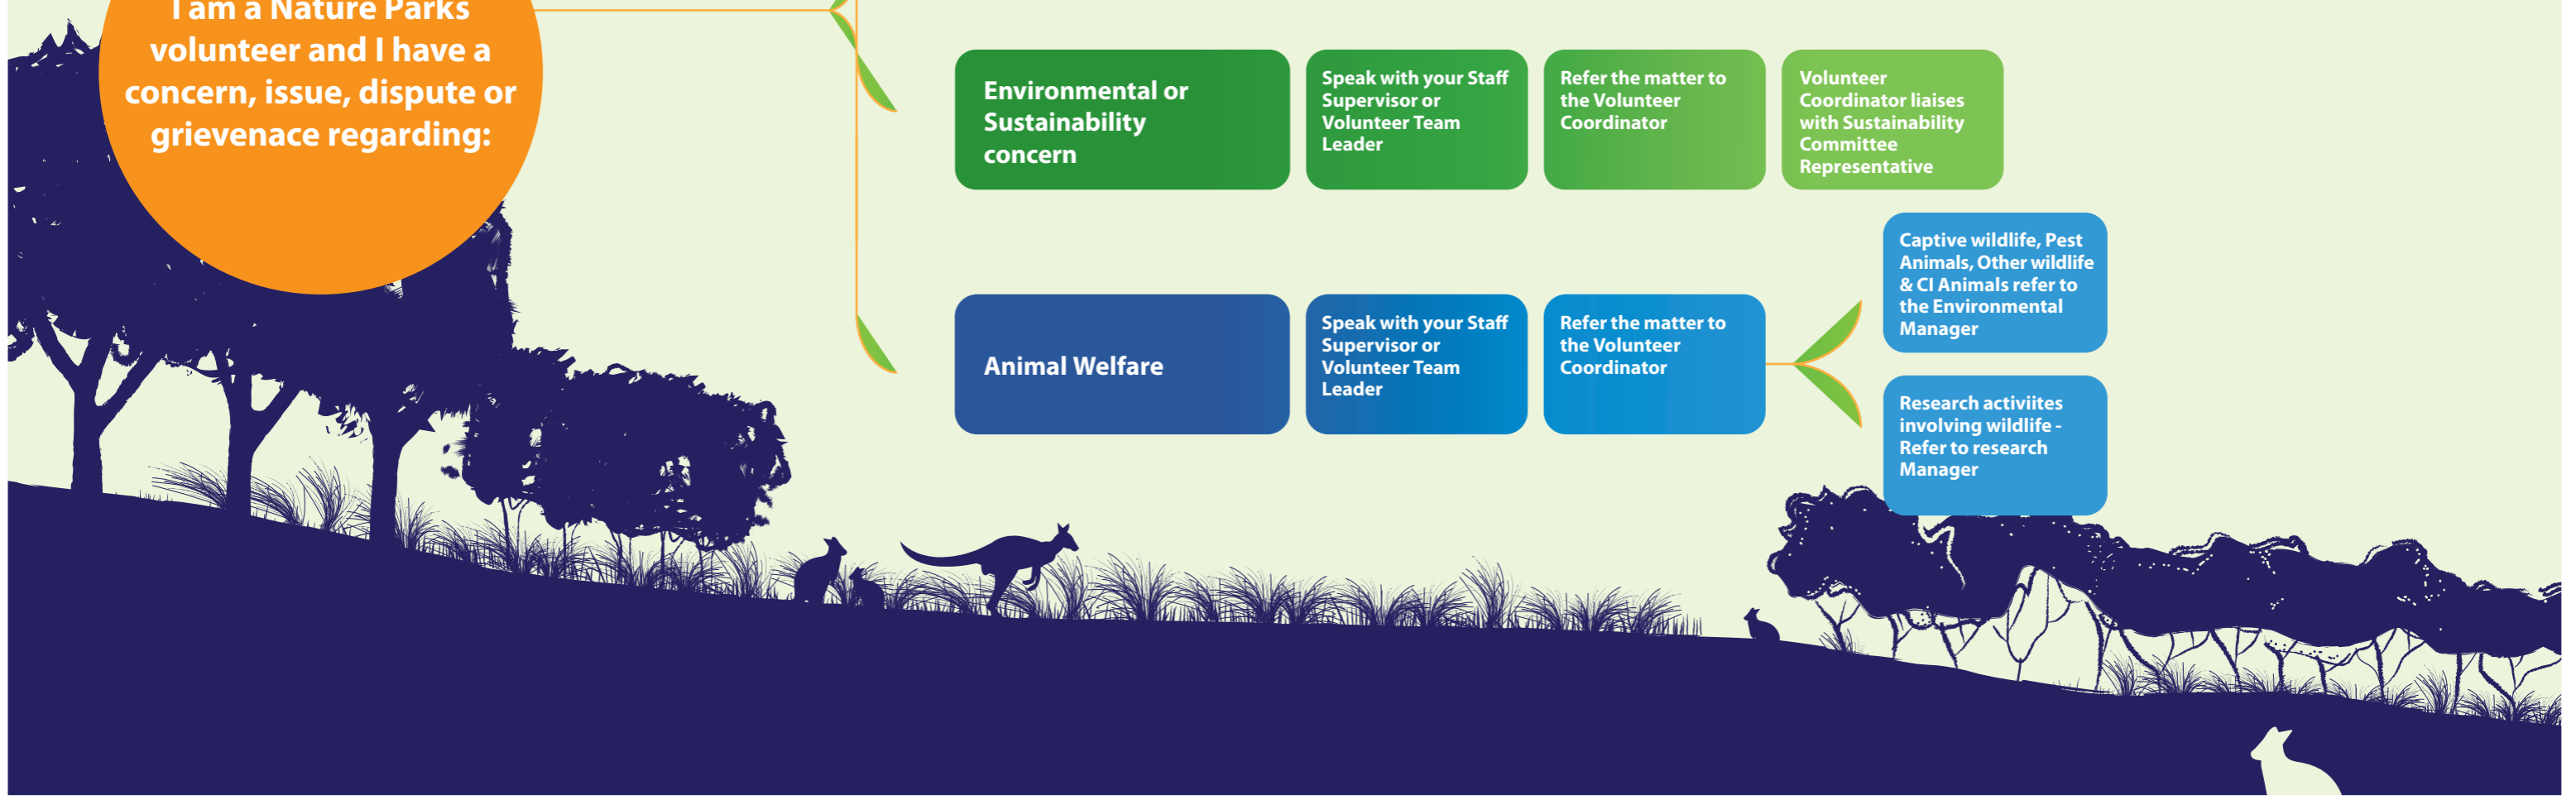 I am a Nature Parks
volunteer and I have a
concern, issue, dispute or
grievenace regarding:
Environmental or
Sustainability
concern
Speak with your Staff
Supervisor or
Volunteer Team
Leader
Refer the matter to
the Volunteer
Coordinator
Volunteer
Coordinator liaises
with Sustainability
Committee
Representative
Animal Welfare
Speak with your Staff
Supervisor or
Volunteer Team
Leader
Refer the matter to
the Volunteer
Coordinator
Captive wildlife, Pest
Animals, Other wildlife
& CI Animals refer to
the Environmental
Manager
Research activiites
involving wildlife -
Refer to research
Manager